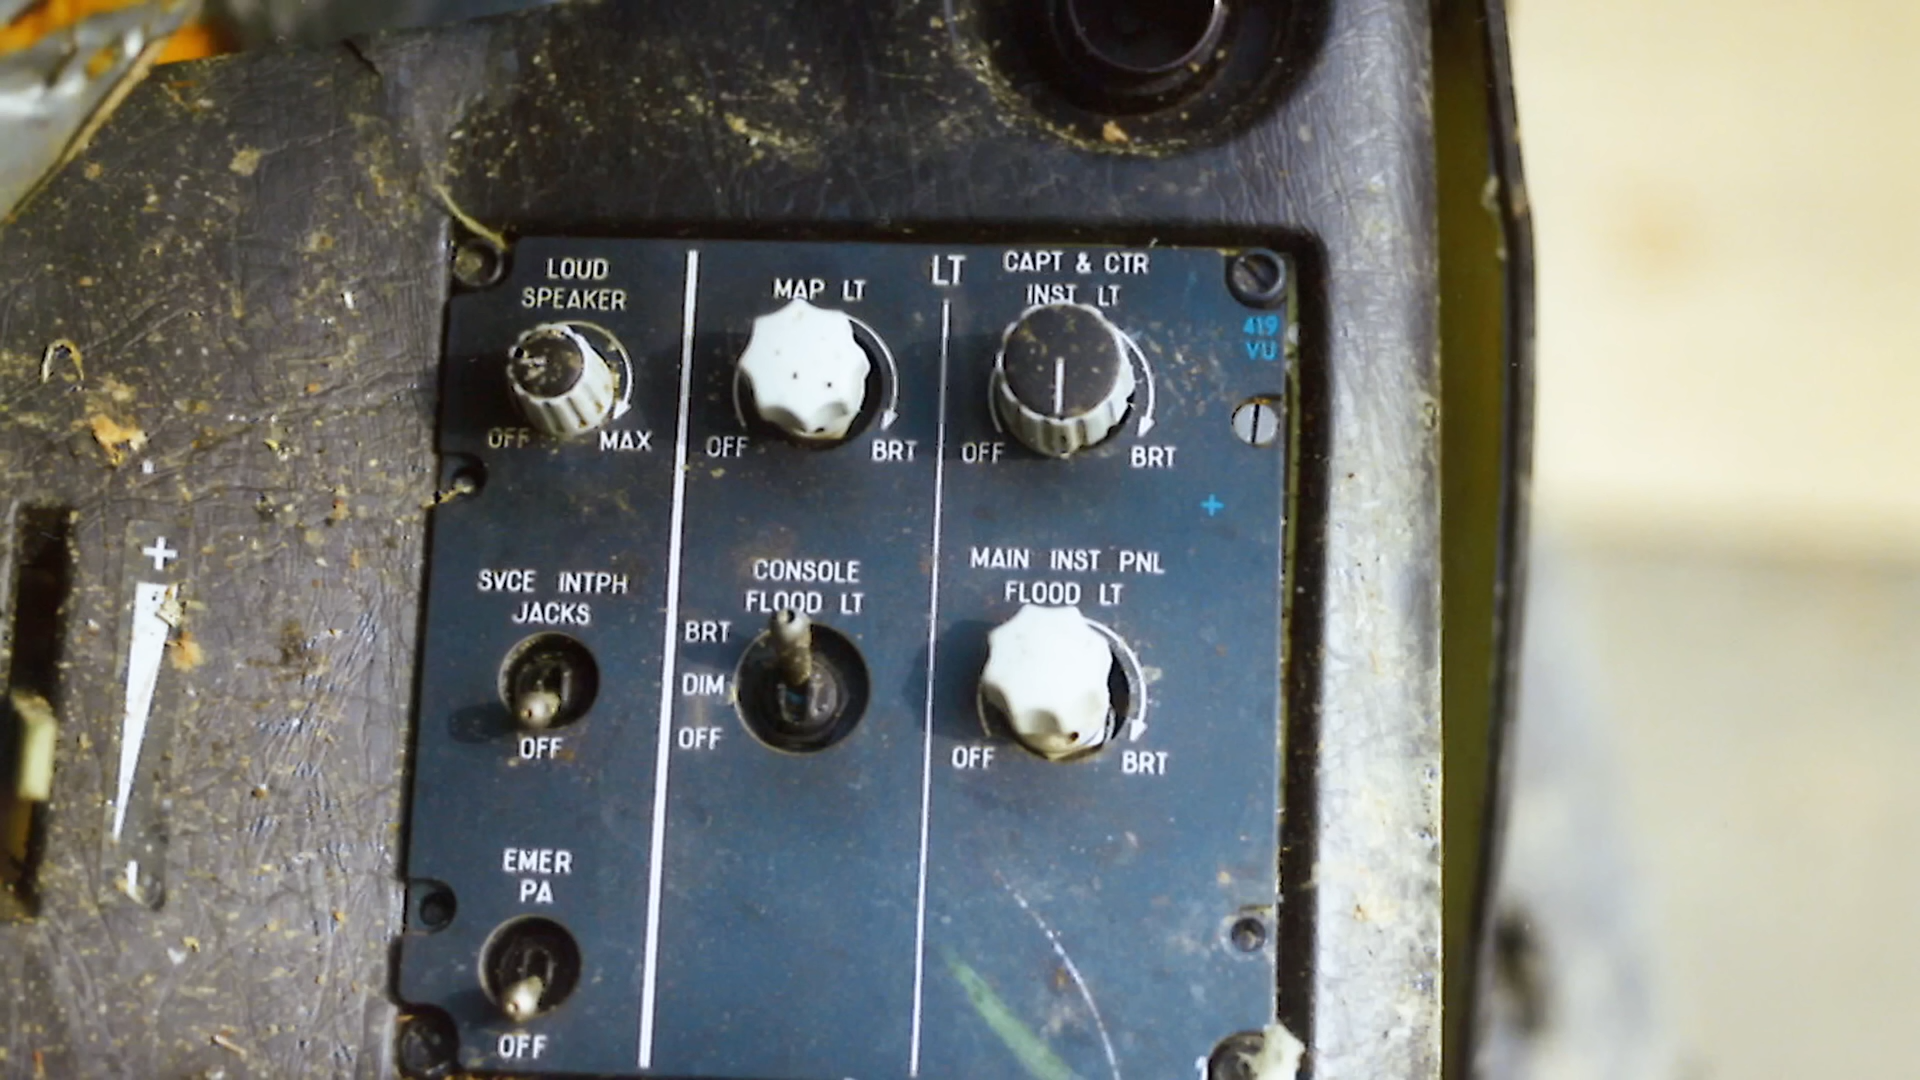 LOUD
SPEAKER
OFF
MAX
MAP LT
OFF
BRT
LT
CAPT & CTR
INST LT
OFF
BRT
419
VU
+
SVCE INTPH
JACKS
OFF
CONSOLE
FLOOD LT
BRT
DIM
OFF
MAIN INST PNL
FLOOD LT
OFF
BRT
EMER
PA
OFF
+
-